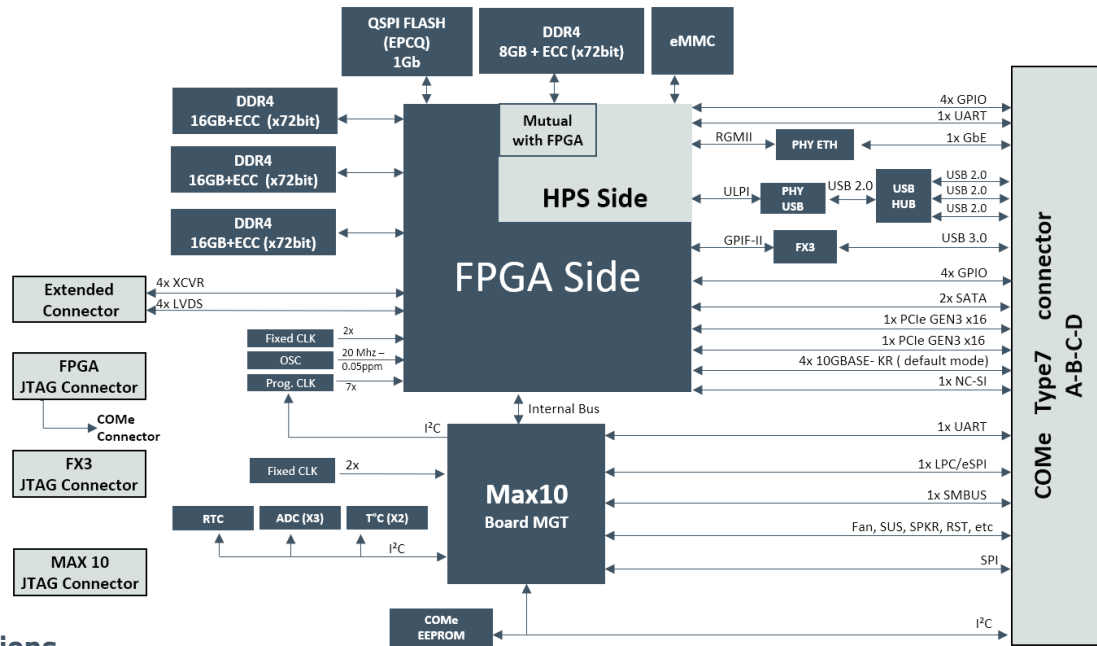 QSPI FLASH
(EPCQ)
1Gb
DDR4
8GB + ECC (x72bit)
eMMC
DDR4
16GB+ECC (x72bit)
DDR4
16GB+ECC (x72bit)
DDR4
16GB+ECC (x72bit)
Mutual
with FPGA
HPS Side
FPGA Side
4x GPIO
1x UART
RGMII
PHY ETH
1x GbE
ULPI
PHY
USB
USB 2.0
USB
HUB
USB 2.0
USB 2.0
USB 2.0
GPIF-II
FX3
USB 3.0
4x GPIO
2x SATA
1x PCIe GEN3 x16
1x PCIe GEN3 x16
4x 10GBASE- KR ( default mode)
1x NC-SI
COMe Type7 connector
A-B-C-D
Extended
Connector
4x XCVR
4x LVDS
Fixed CLK
2x
OSC
20 Mhz –
0.05ppm
Prog. CLK
7x
FPGA
JTAG Connector
COMe
Connector
FX3
JTAG Connector
MAX 10
JTAG Connector
Internal Bus
I²C
Fixed CLK
2x
Max10
Board MGT
RTC
ADC (X3)
T°C (X2)
I²C
1x UART
1x LPC/eSPI
1x SMBUS
Fan, SUS, SPKR, RST, etc
SPI
COMe
EEPROM
I²C